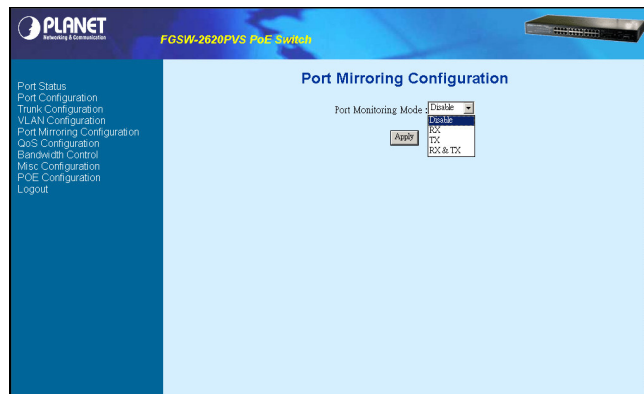 PLANET
Networking & Communication
FGSW-2620PVS PoE Switch
Port Status
Port Configuration
Trunk Configuration
VLAN Configuration
Port Mirroring Configuration
QoS Configuration
Bandwidth Control
Misc Configuration
POE Configuration
Logout
Port Mirroring Configuration
Port Monitoring Mode : Disable
Disable
RX
TX
RX & TX
Apply